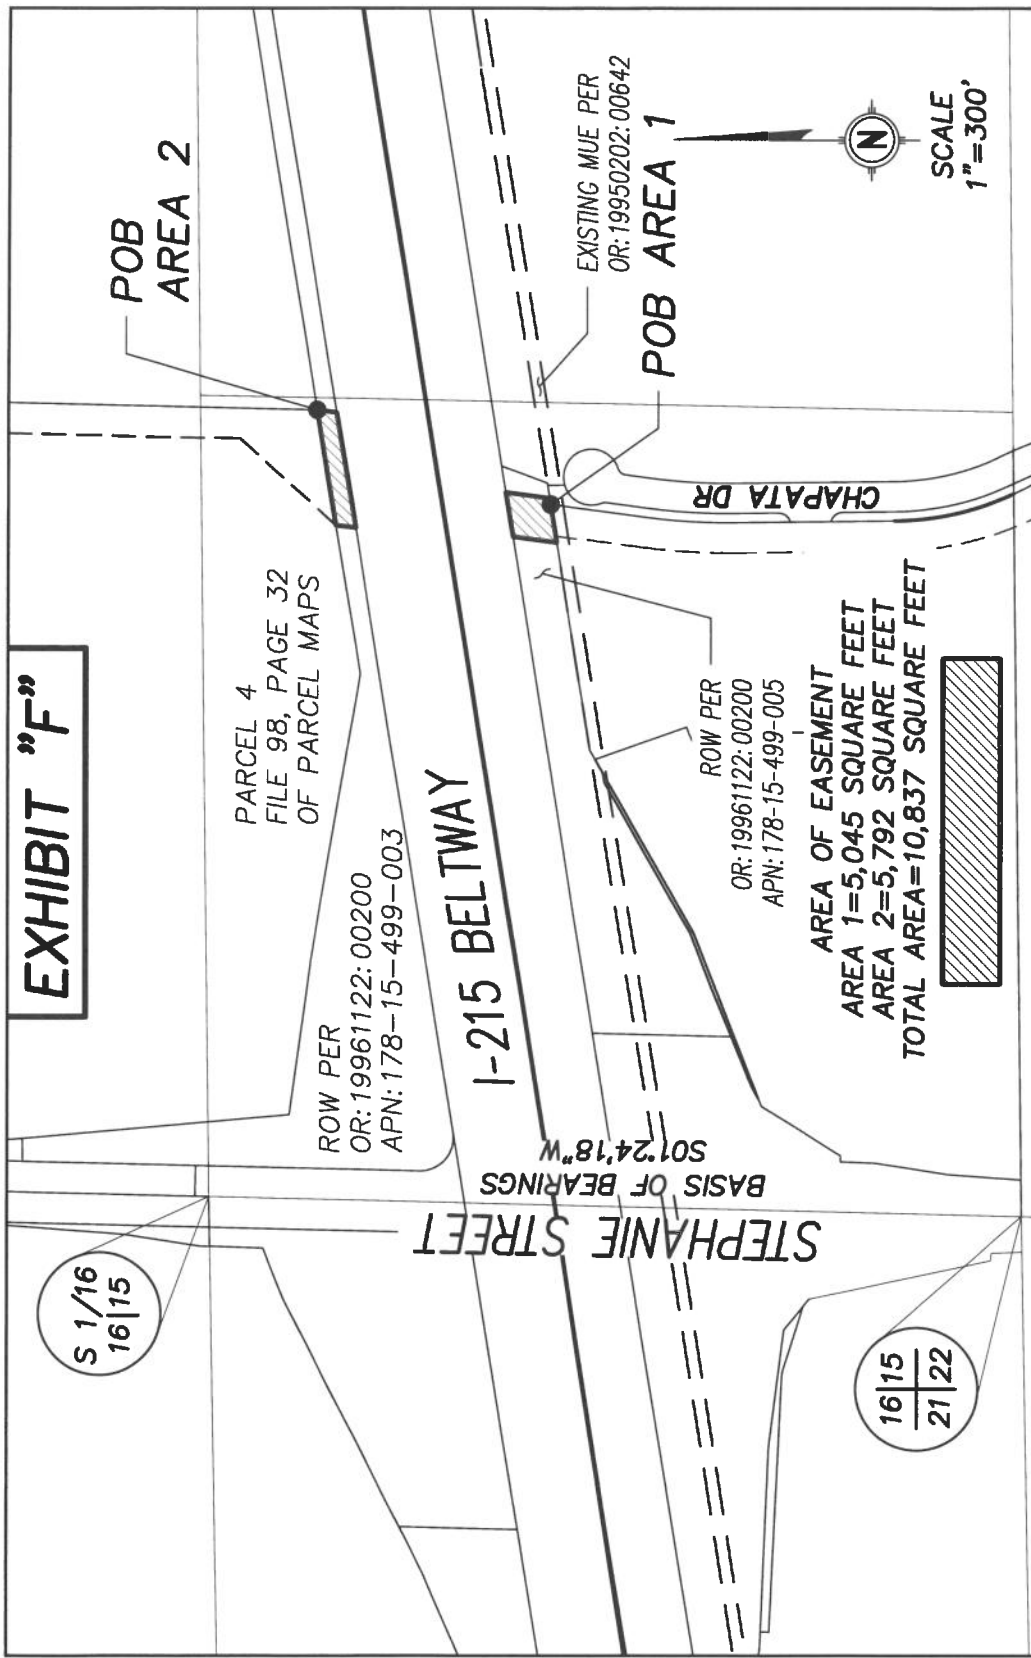 EXHIBIT "F"
POB
AREA 2
PARCEL 4
FILE 98, PAGE 32
OF PARCEL MAPS
S 1/16
16|15
ROW PER
OR:19961122:00200
APN:178-15-499-003
I-215 BELTWAY
STEPHANIE STREET
BASIS OF BEARINGS
S01°24'18"W
EXISTING MUE PER
OR:19950202:00642
POB AREA 1
CHAPATA DR
ROW PER
OR:19961122:00200
APN:178-15-499-005
AREA OF EASEMENT
AREA 1=5,045 SQUARE FEET
AREA 2=5,792 SQUARE FEET
TOTAL AREA=10,837 SQUARE FEET
16|15
21|22
N
SCALE
1"=300'